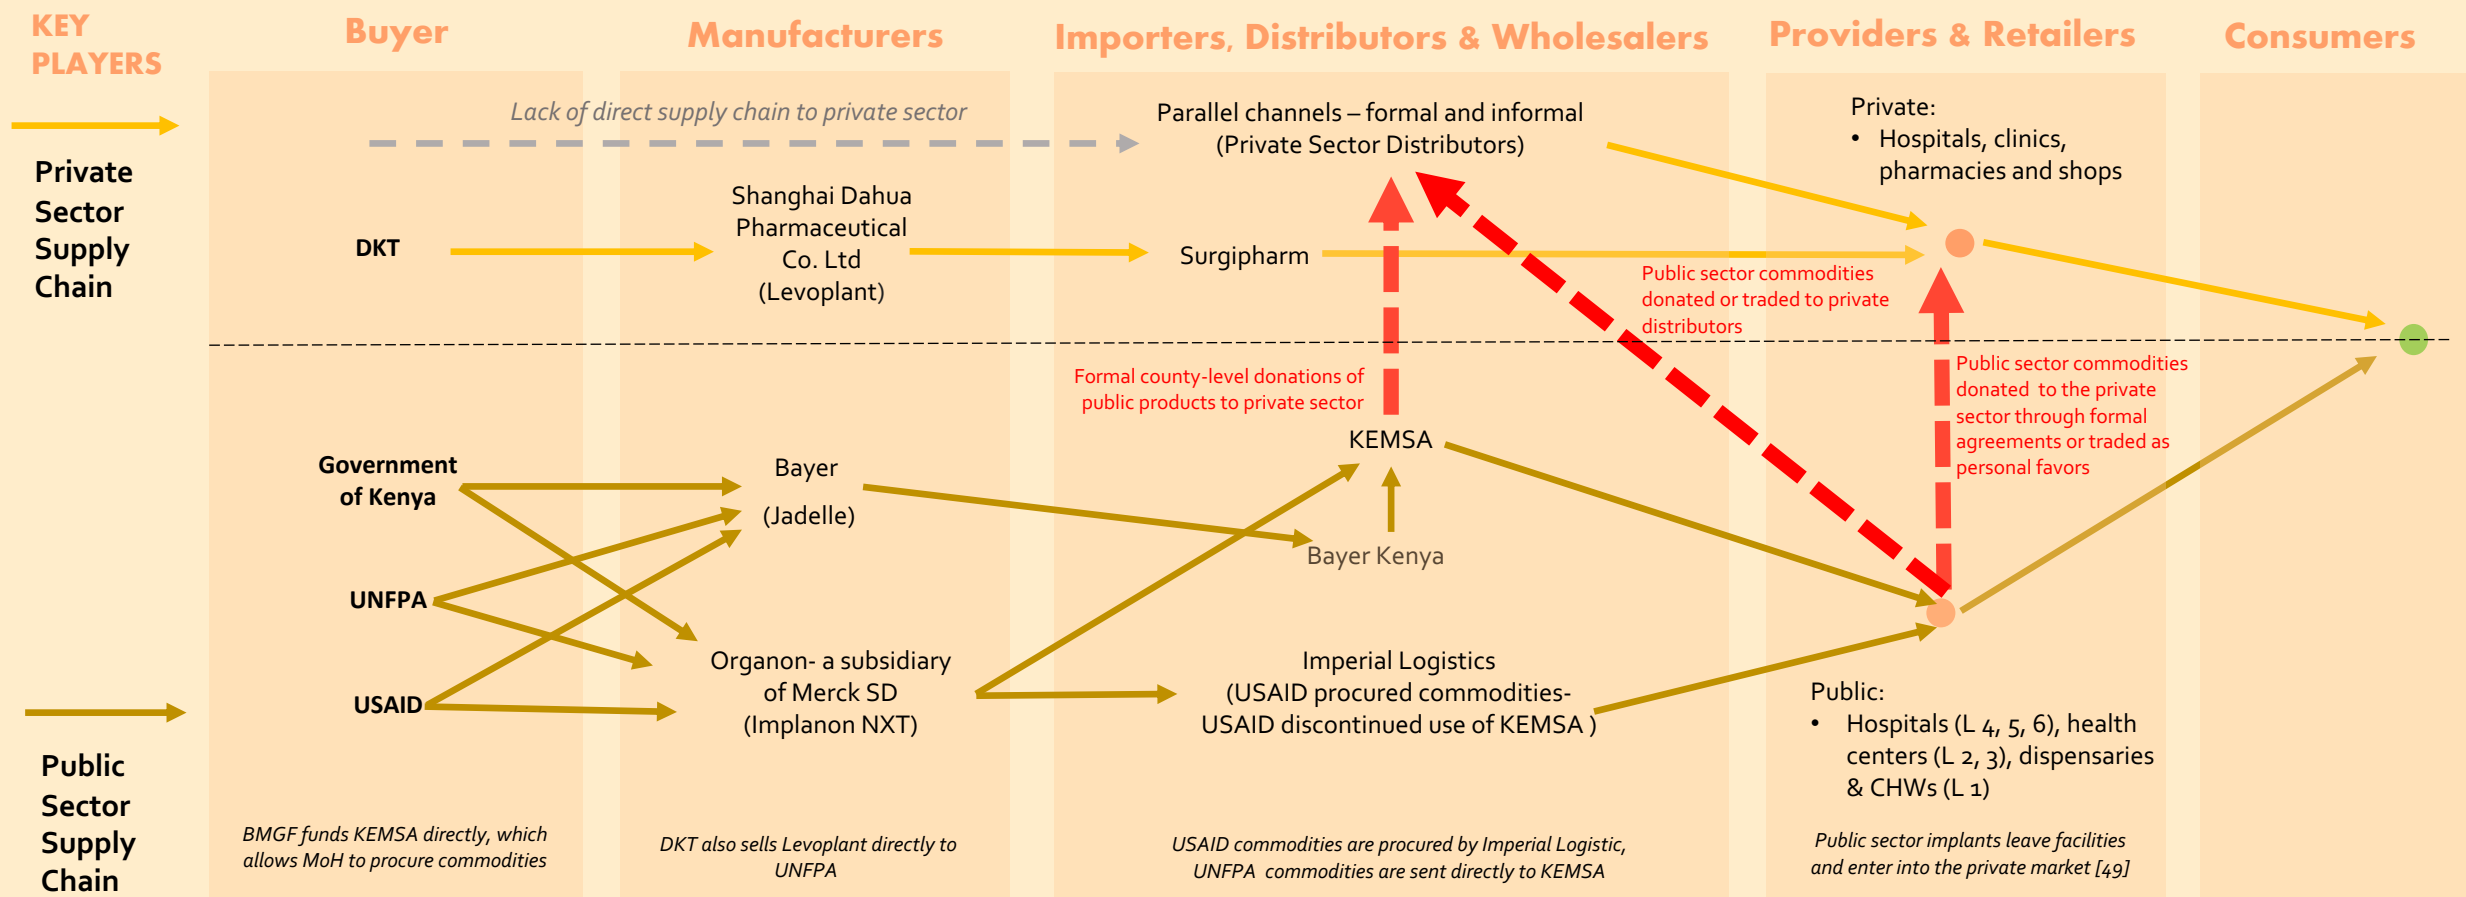 KEY
PLAYERS
Buyer
Manufacturers
Importers, Distributors & Wholesalers
Providers & Retailers
Consumers
Private
Sector
Supply
Chain
Lack of direct supply chain to private sector
DKT
Shanghai Dahua
Pharmaceutical
Co. Ltd
(Levoplant)
Parallel channels – formal and informal
(Private Sector Distributors)
Surgipharm
Private:
• Hospitals, clinics,
pharmacies and shops
Public sector commodities
donated or traded to private
distributors
Formal county-level donations of
public products to private sector
Public sector commodities
donated to the private
sector through formal
agreements or traded as
personal favors
Public
Sector
Supply
Chain
Government
of Kenya
UNFPA
USAID
BMGF funds KEMSA directly, which
allows MoH to procure commodities
Bayer
(Jadelle)
Organon- a subsidiary
of Merck SD
(Implanon NXT)
DKT also sells Levoplant directly to
UNFPA
KEMSA
Bayer Kenya
Imperial Logistics
(USAID procured commodities-
USAID discontinued use of KEMSA )
USAID commodities are procured by Imperial Logistic,
UNFPA commodities are sent directly to KEMSA
Public:
• Hospitals (L 4, 5, 6), health
centers (L 2, 3), dispensaries
& CHWs (L 1)
Public sector implants leave facilities
and enter into the private market [49]